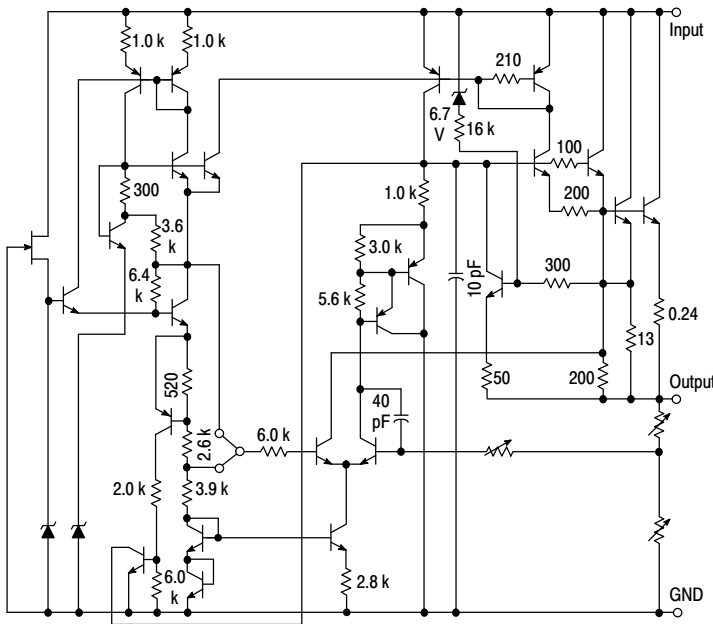 Input
1.0 k
1.0 k
210
6.7
V
16 k
100
300
1.0 k
200
3.6
k
3.0 k
6.4
k
10 pF
300
5.6 k
0.24
13
520
50
200
Output
40
pF
2.6 k
6.0 k
2.0 k
3.9 k
6.0
k
2.8 k
GND